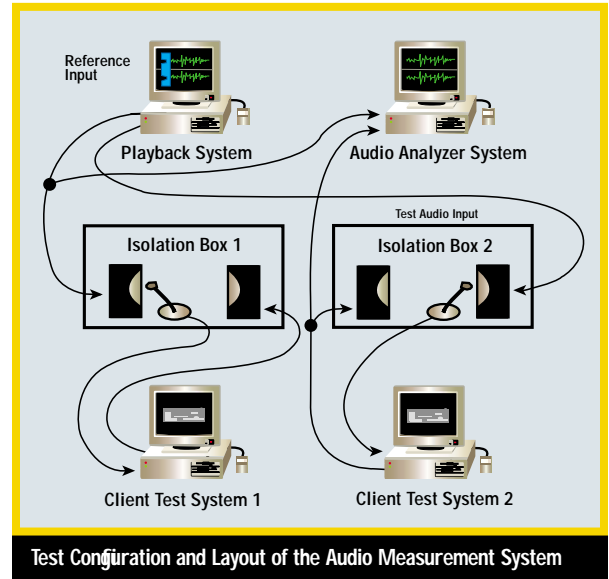 Reference
Input
Playback System
Audio Analyzer System
Test Audio Input
Isolation Box 1
Isolation Box 2
Client Test System 1
Client Test System 2
Test Configuration and Layout of the Audio Measurement System